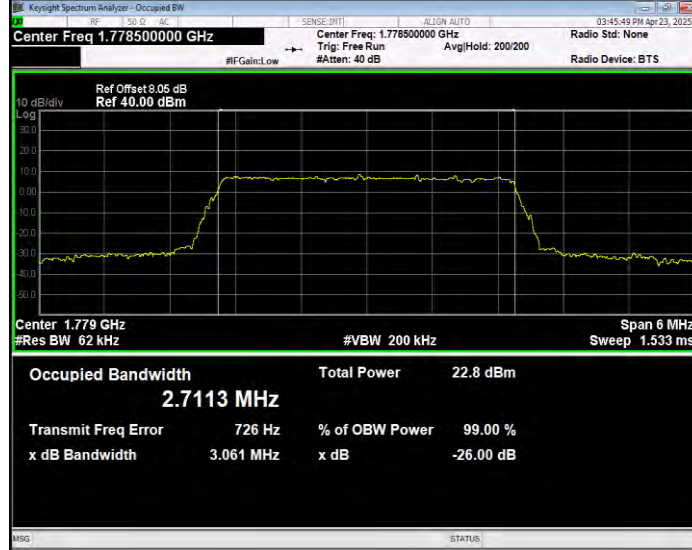 Keysight Spectrum Analyzer - Occupied BW
RF 50 Ω AC SENSE:INT ALIGN AUTO 03:45:49 PM Apr 23, 2025
Center Freq 1.778500000 GHz Center Freq: 1.778500000 GHz Radio Std: None
Trig: Free Run Avg|Hold: 200/200
#IFGain:Low #Atten: 40 dB Radio Device: BTS
Ref Offset 8.05 dB
10 dB/div Ref 40.00 dBm
Log
30.0
20.0
10.0
0.00
-10.0
-20.0
-30.0
-40.0
-50.0
Center 1.779 GHz Span 6 MHz
#Res BW 62 kHz #VBW 200 kHz Sweep 1.533 ms
Occupied Bandwidth Total Power 22.8 dBm
2.7113 MHz
Transmit Freq Error 726 Hz % of OBW Power 99.00 %
x dB Bandwidth 3.061 MHz x dB -26.00 dB
MSG STATUS